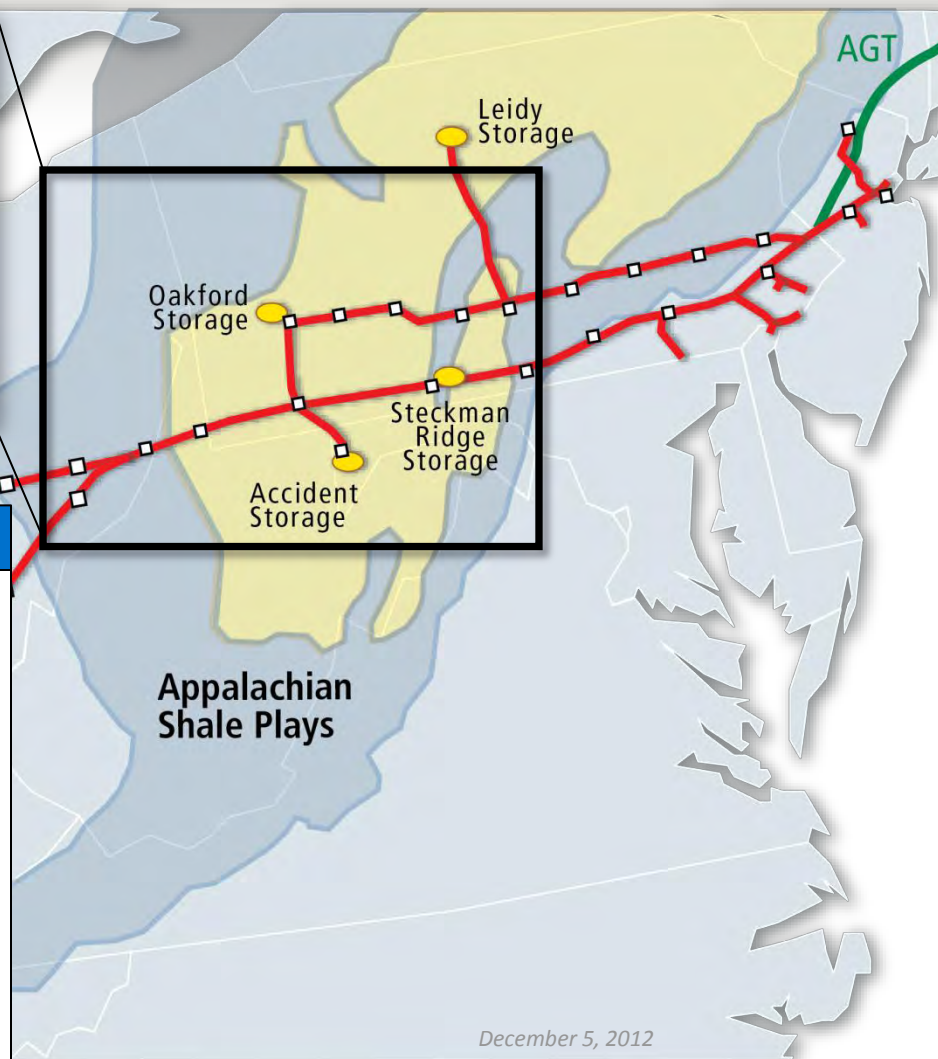 AGT
Leidy
Storage
Oakford
Storage
Steckman
Ridge
Storage
Accident
Storage
Appalachian
Shale Plays
December 5, 2012